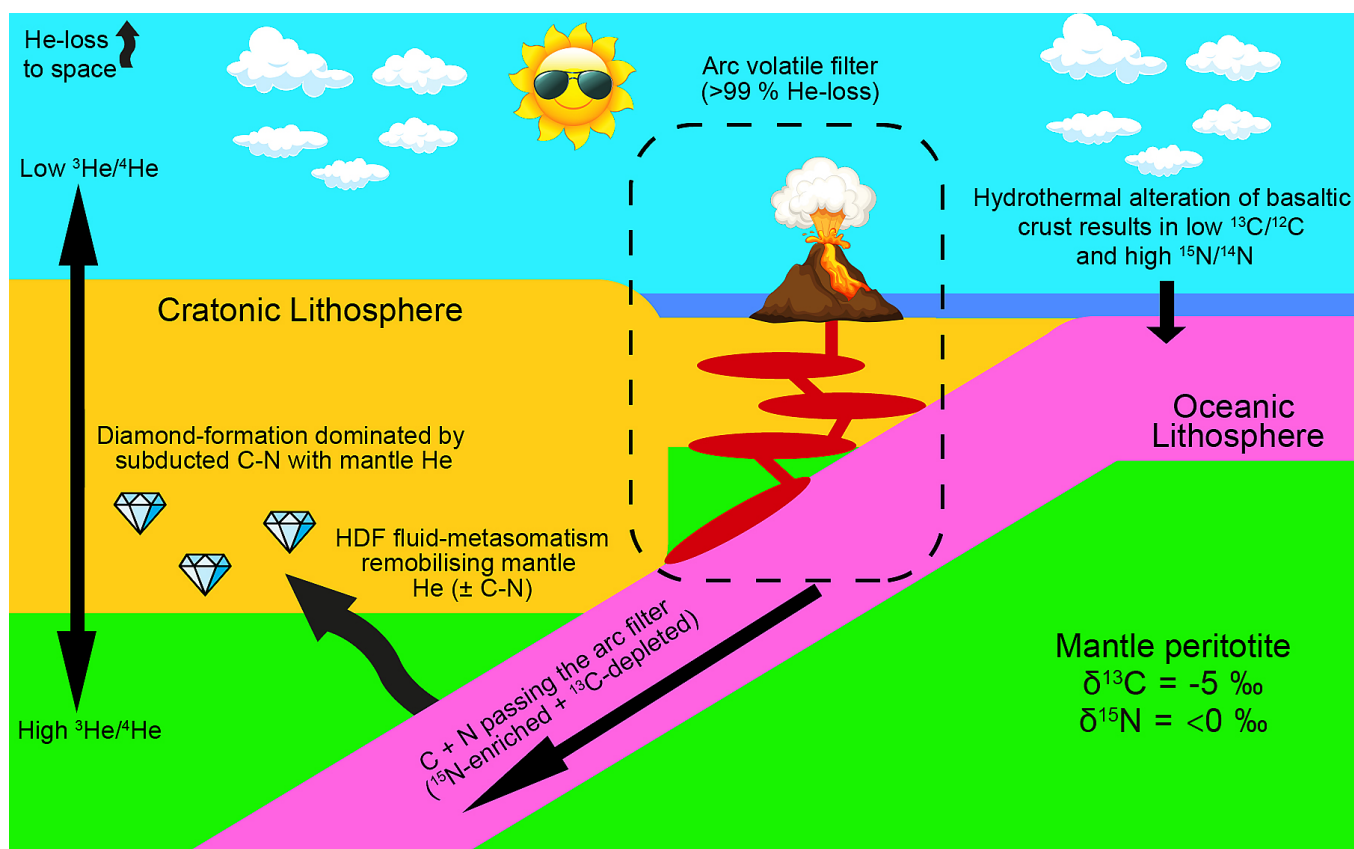 He-loss
to space
Arc volatile filter
(>99 % He-loss)
Low ³He/⁴He
Hydrothermal alteration of basaltic
crust results in low ¹³C/¹²C
and high ¹⁵N/¹⁴N
Cratonic Lithosphere
Oceanic
Lithosphere
Diamond-formation dominated by
subducted C-N with mantle He
HDF fluid-metasomatism
remobilising mantle
He (± C-N)
C + N passing the arc filter
(¹⁵N-enriched + ¹³C-depleted)
Mantle peritotite
δ¹³C = -5 ‰
δ¹⁵N = <0 ‰
High ³He/⁴He